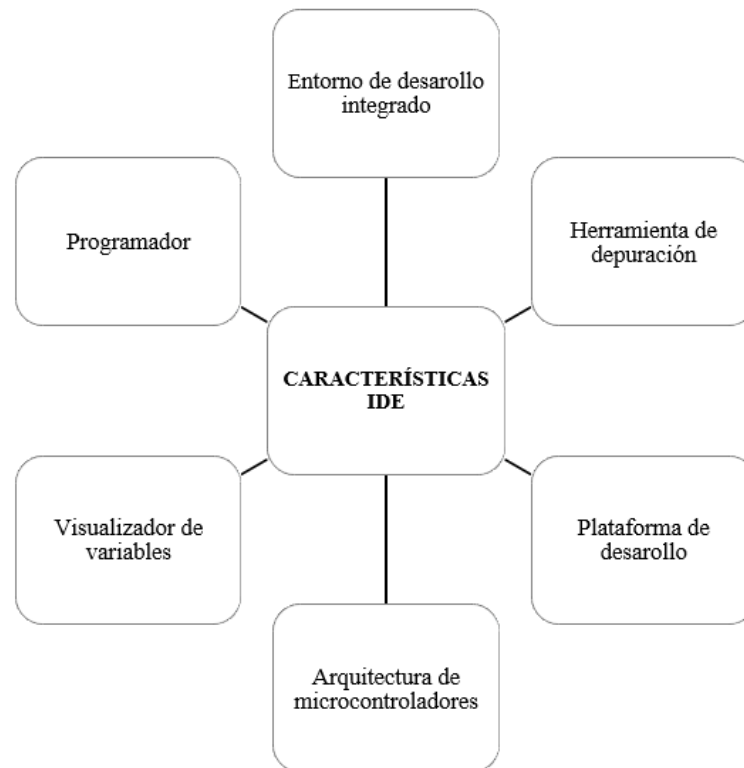 Entorno de desarollo
integrado
Programador
Herramienta de
depuración
CARACTERÍSTICAS
IDE
Visualizador de
variables
Plataforma de
desarollo
Arquitectura de
microcontroladores